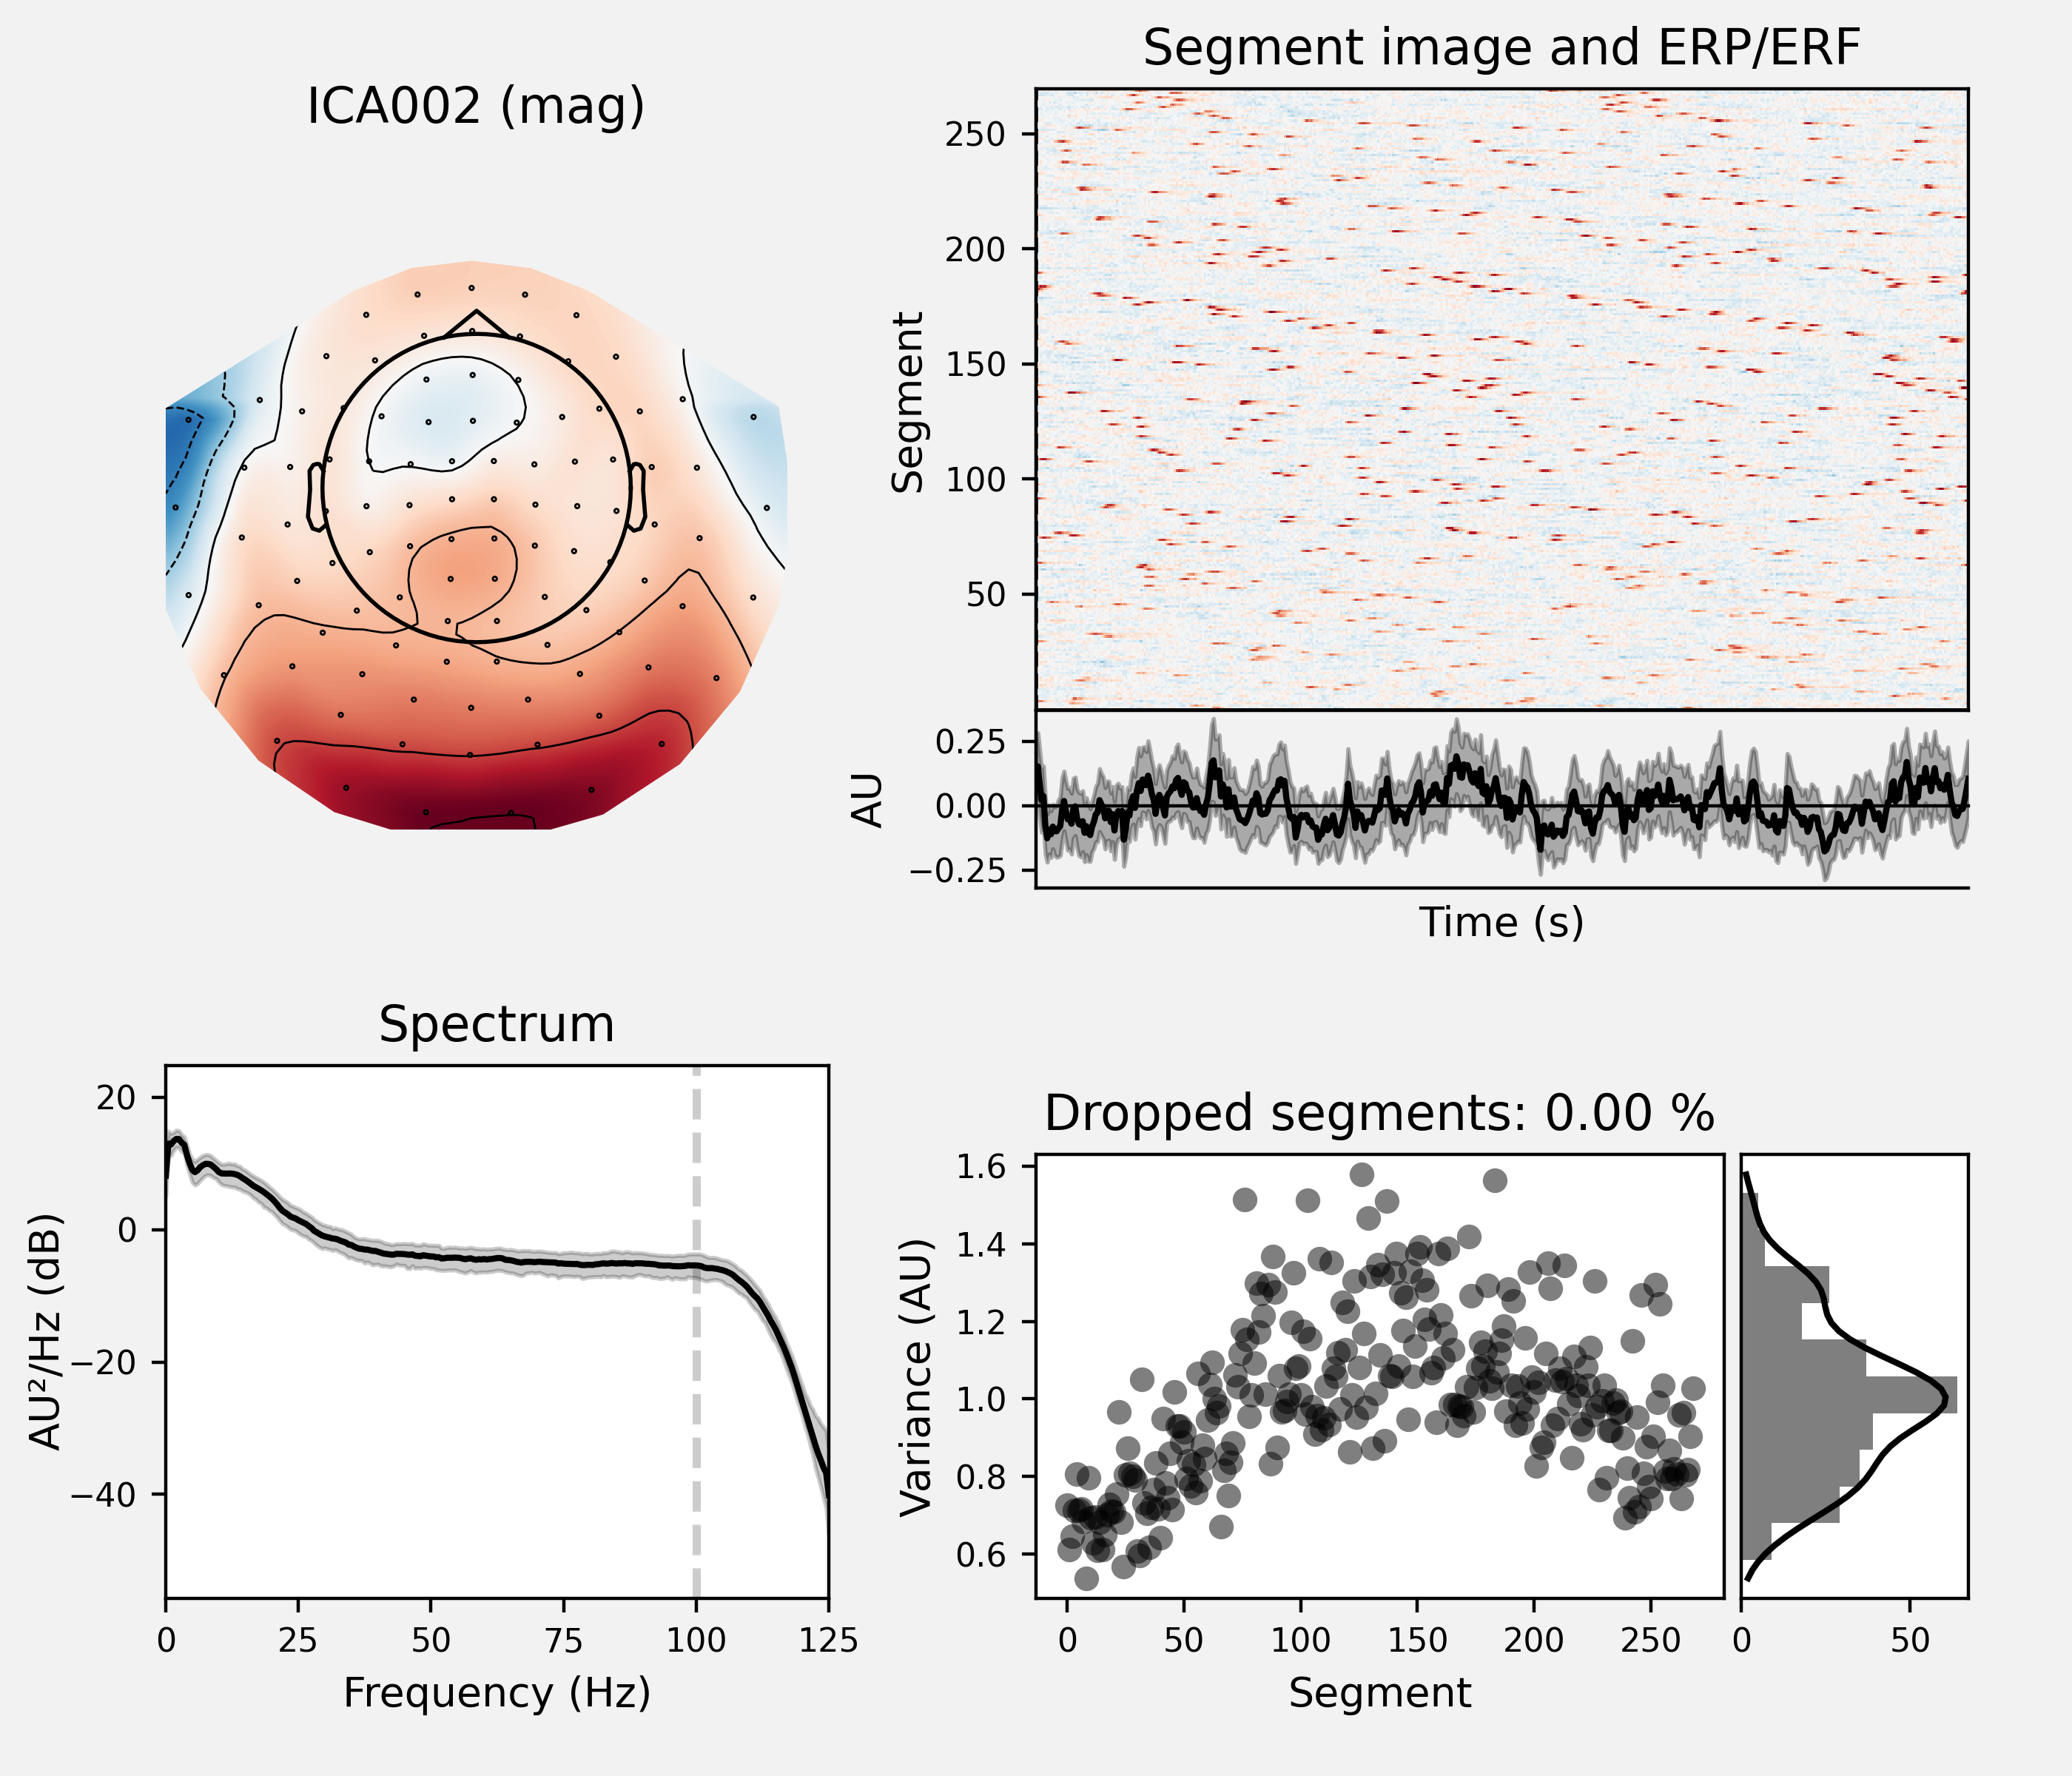 ICA002 (mag)
Segment image and ERP/ERF
Segment
250
200
150
100
50
AU
0.25
0.00
−0.25
Time (s)
Spectrum
AU²/Hz (dB)
20
0
−20
−40
0 25 50 75 100 125
Frequency (Hz)
Dropped segments: 0.00 %
Variance (AU)
1.6
1.4
1.2
1.0
0.8
0.6
0 50 100 150 200 250
Segment
0 50